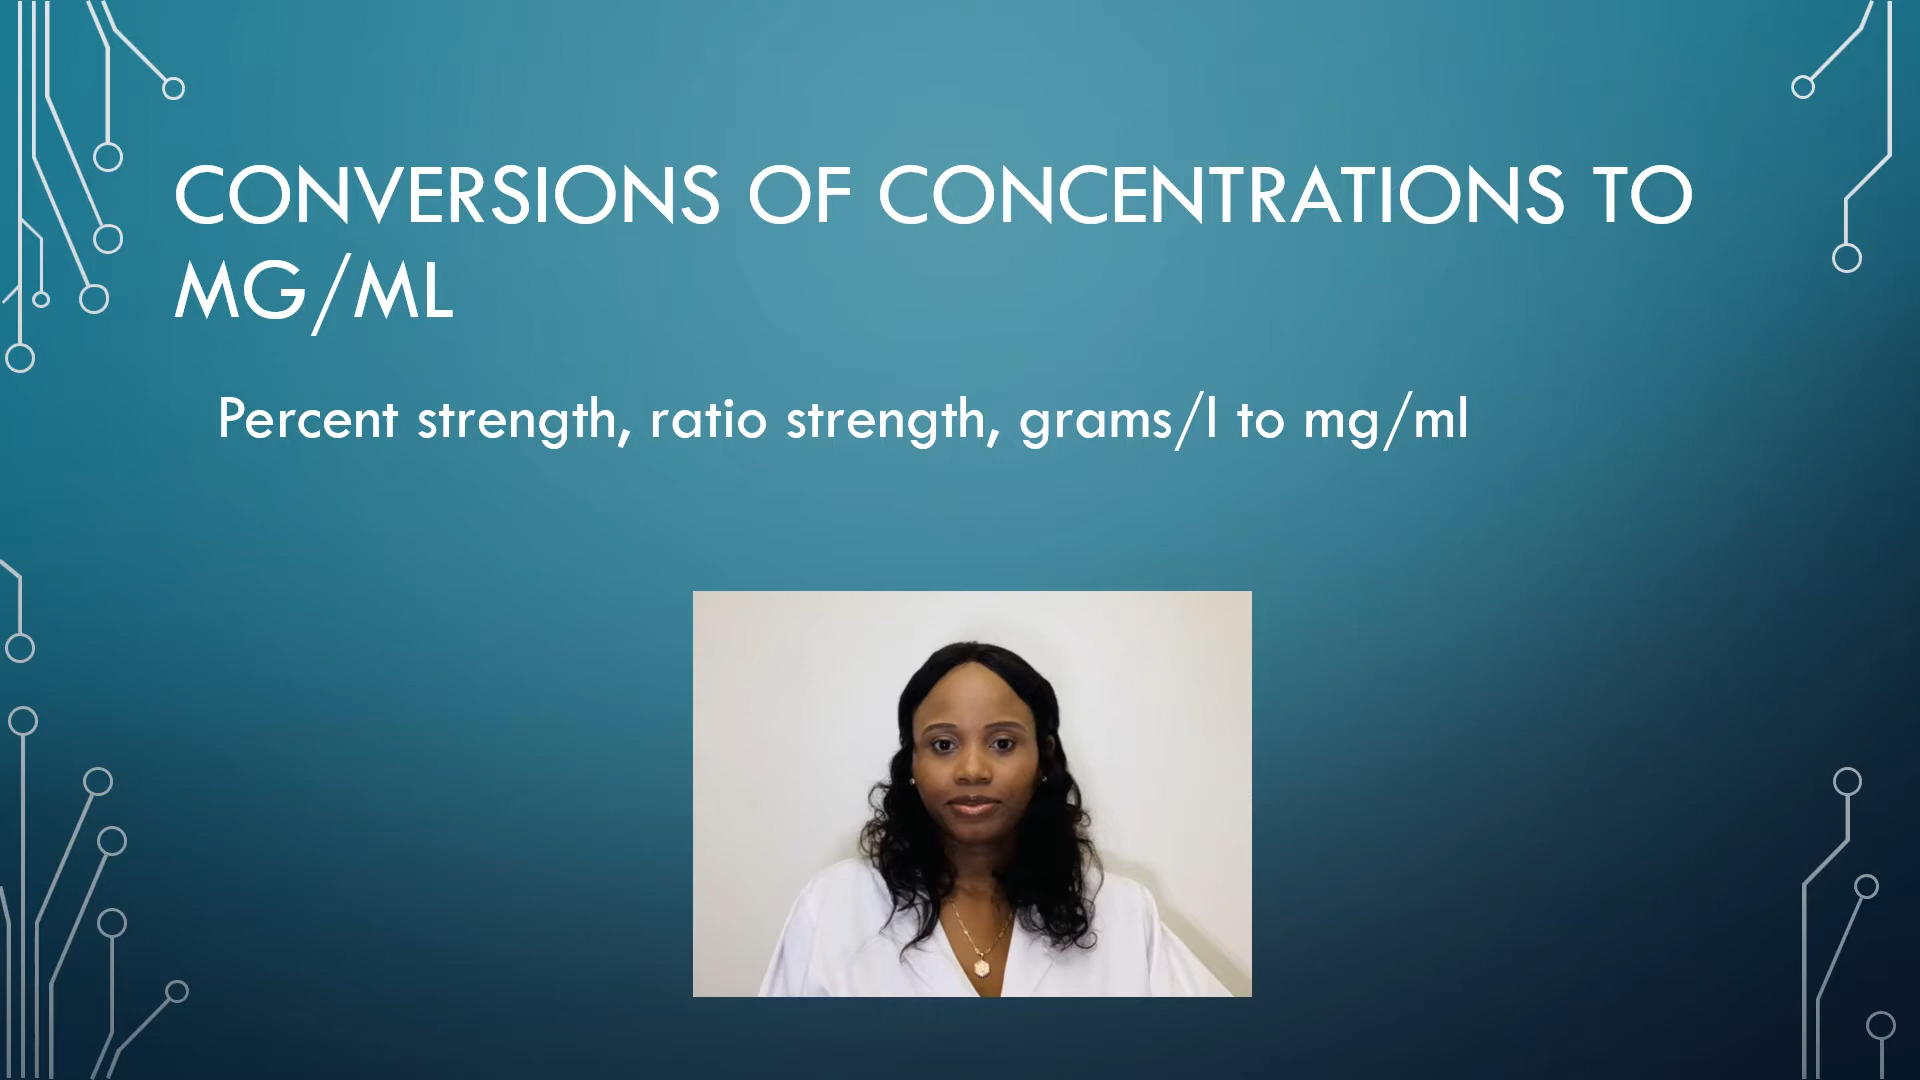 CONVERSIONS OF CONCENTRATIONS TO
MG/ML
Percent strength, ratio strength, grams/l to mg/ml